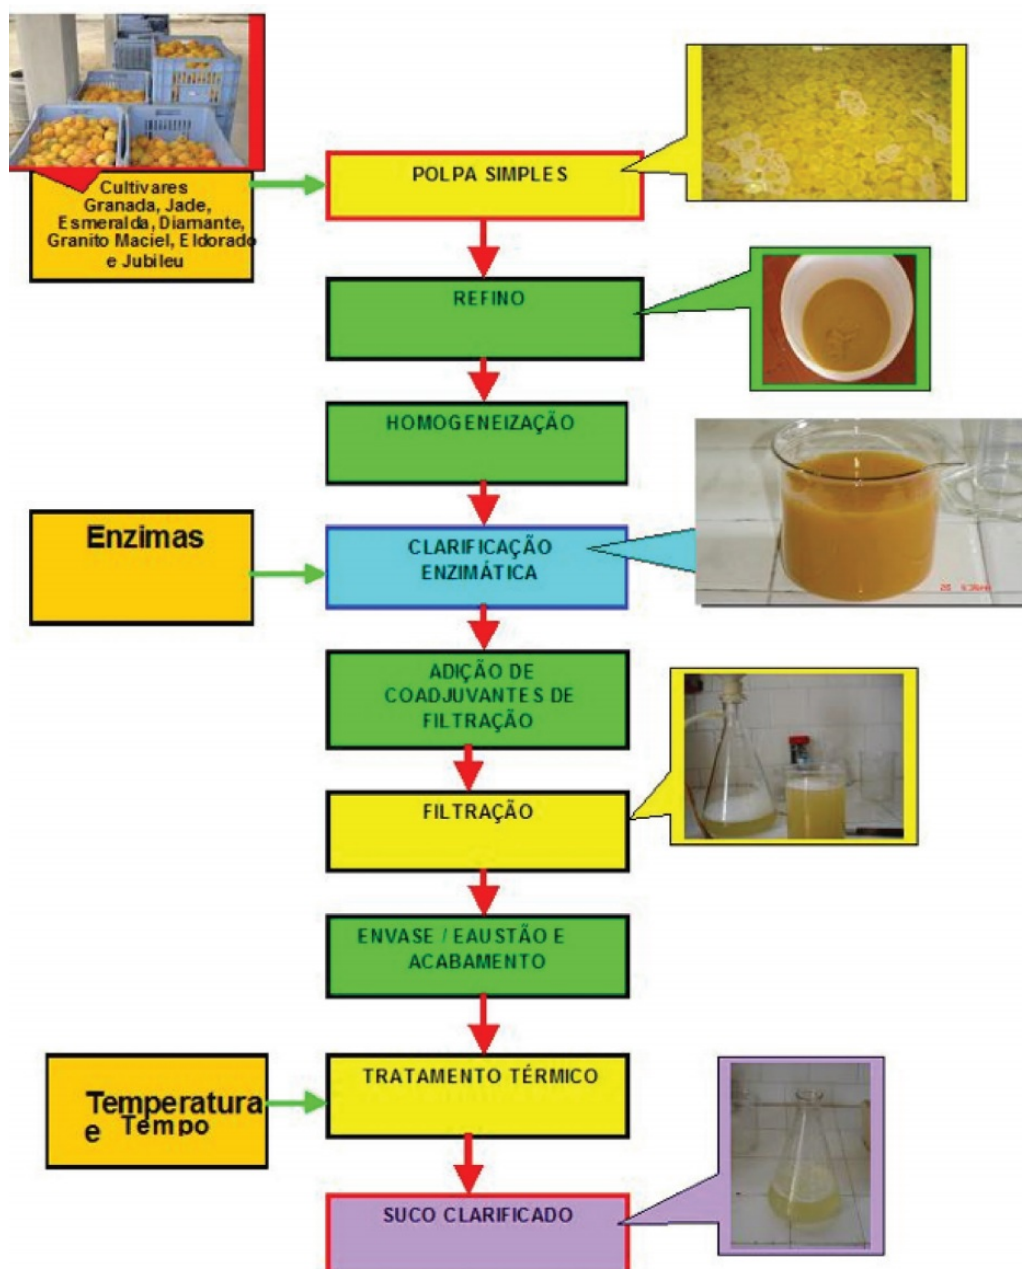 POLPA SIMPLES
Cultivares
Granada, Jade,
Esmeralda, Diamante,
Granito Maciel, Eldorado
e Jubileu
REFINO
HOMOGENEIZAÇÃO
Enzimas
CLARIFICAÇÃO
ENZIMÁTICA
ADIÇÃO DE
COADJUVANTES DE
FILTRAÇÃO
FILTRAÇÃO
ENVASE / EAUSTÃO E
ACABAMENTO
TRATAMENTO TÉRMICO
Temperatura
e Tempo
SUCO CLARIFICADO